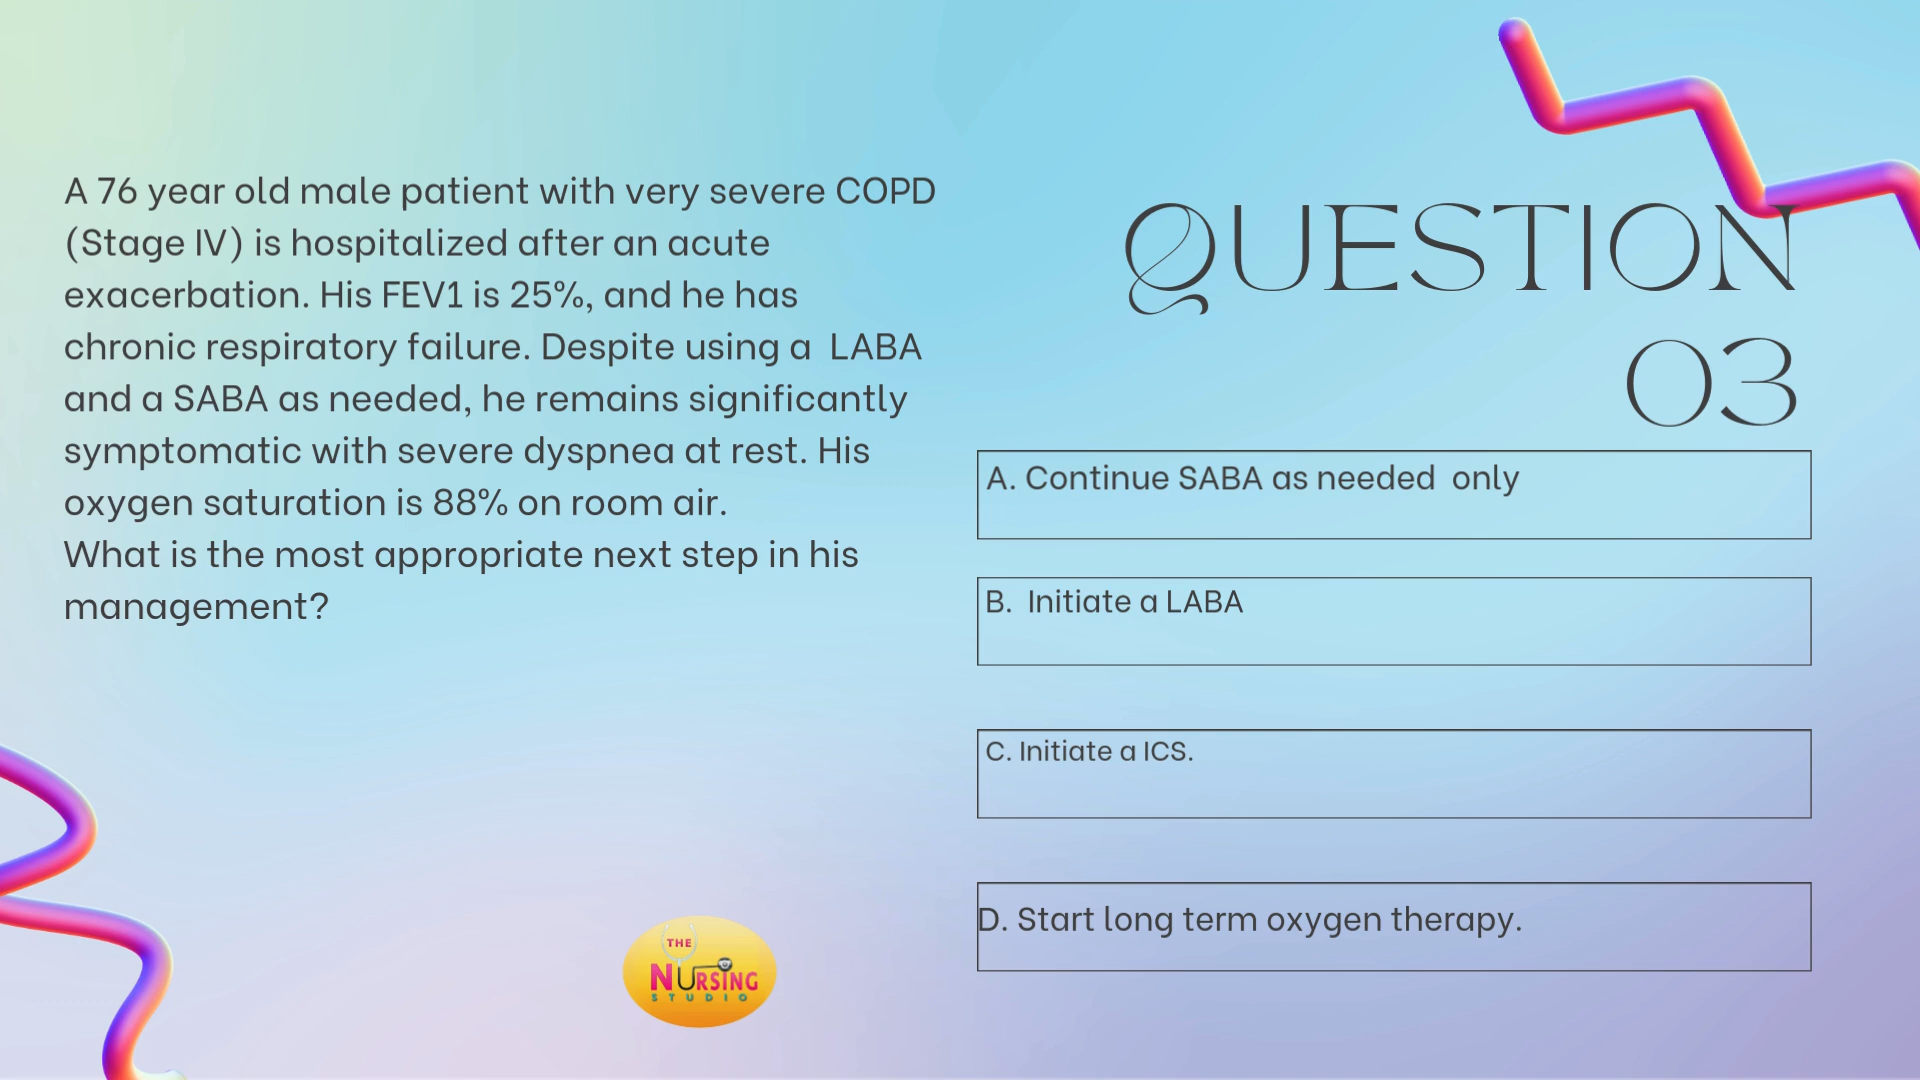 A 76 year old male patient with very severe COPD
(Stage IV) is hospitalized after an acute
exacerbation. His FEV1 is 25%, and he has
chronic respiratory failure. Despite using a  LABA
and a SABA as needed, he remains significantly
symptomatic with severe dyspnea at rest. His
oxygen saturation is 88% on room air.
What is the most appropriate next step in his
management?
QUESTION
03
A. Continue SABA as needed  only
B.  Initiate a LABA
C. Initiate a ICS.
D. Start long term oxygen therapy.
THE
NURSING
STUDIO